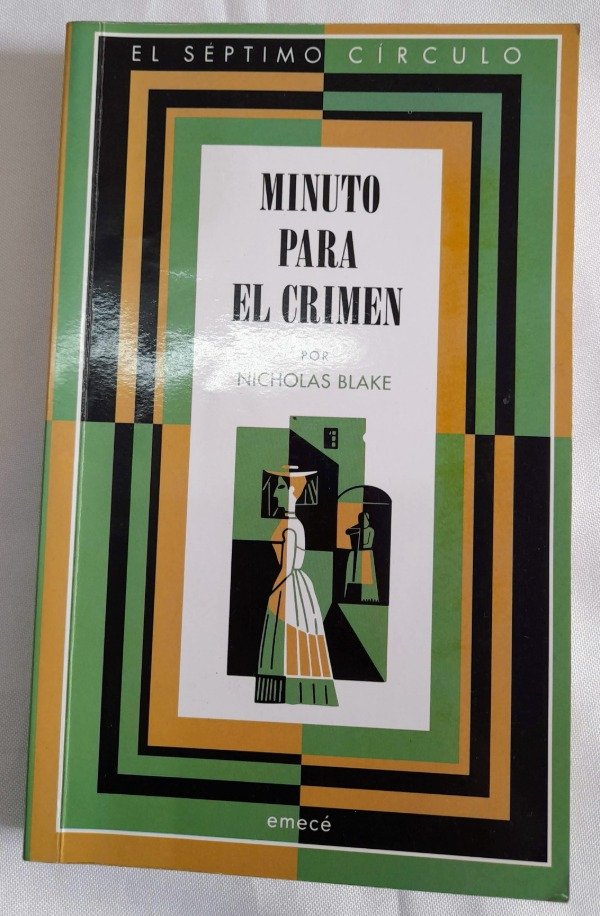 EL SÉPTIMO CÍRCULO
MINUTO
PARA
EL CRIMEN
POR
NICHOLAS BLAKE
emecé